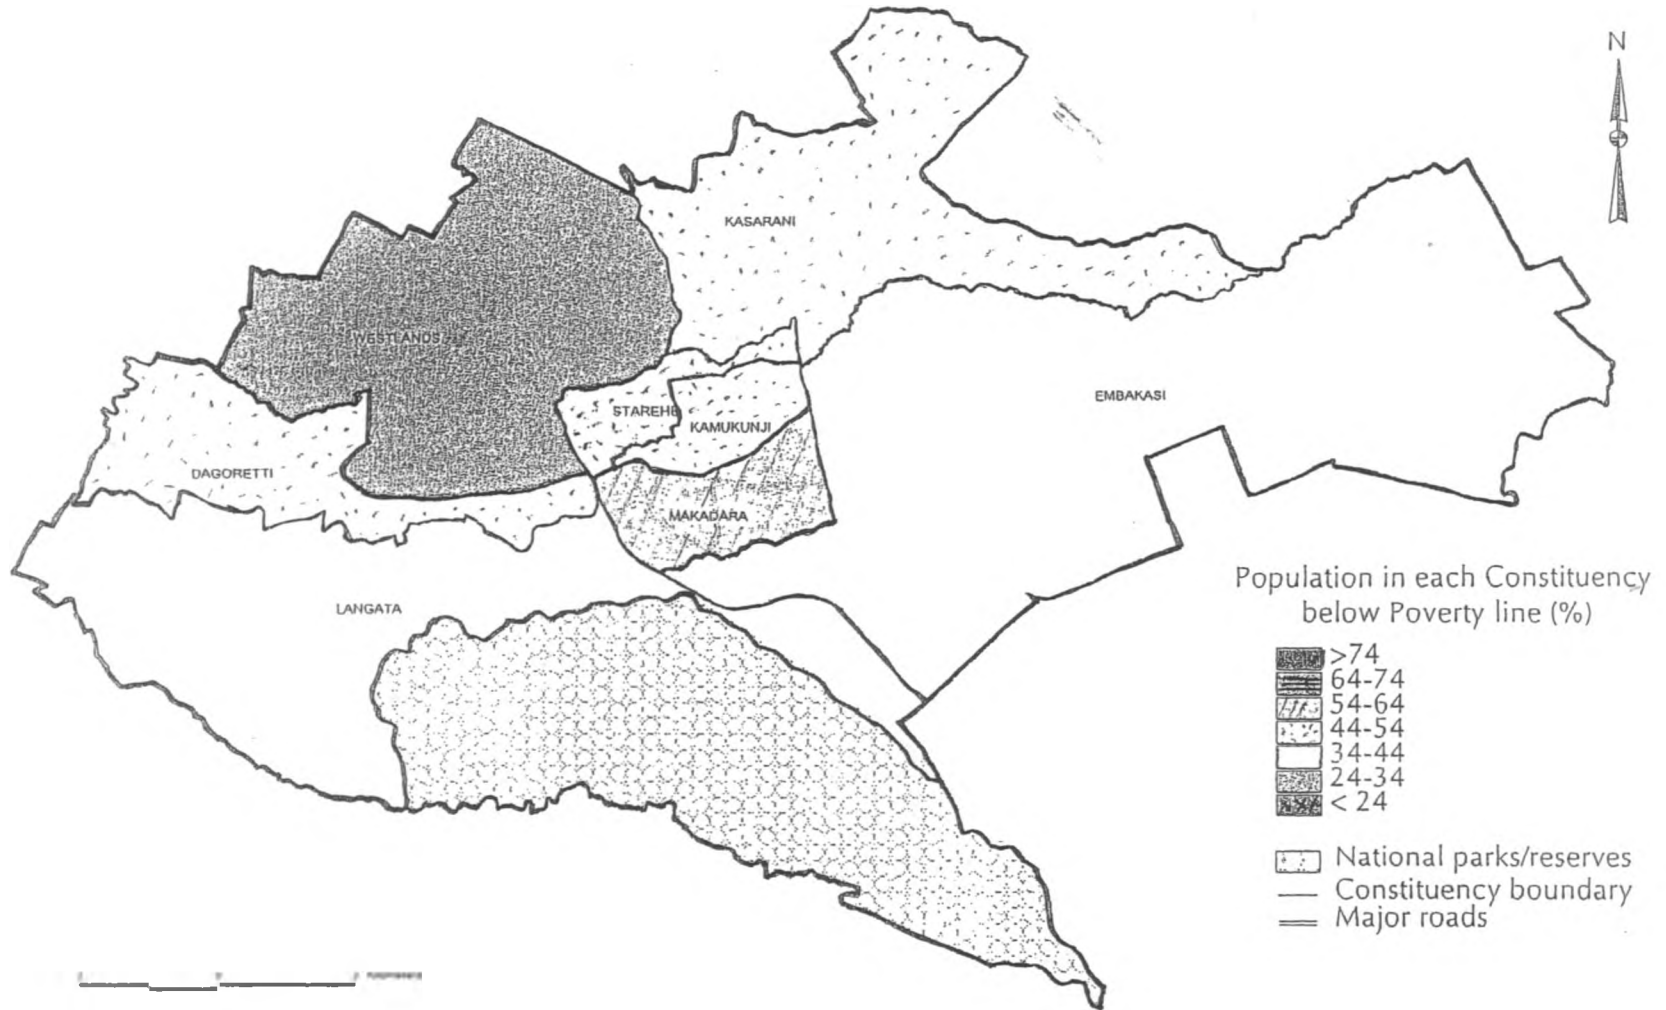 N
KASARANI
WESTLANDS
EMBAKASI
STAREHE
KAMUKUNJI
DAGORETTI
MAKADARA
LANGATA
Population in each Constituency
below Poverty line (%)
>74
64-74
54-64
44-54
34-44
24-34
< 24
National parks/reserves
Constituency boundary
Major roads